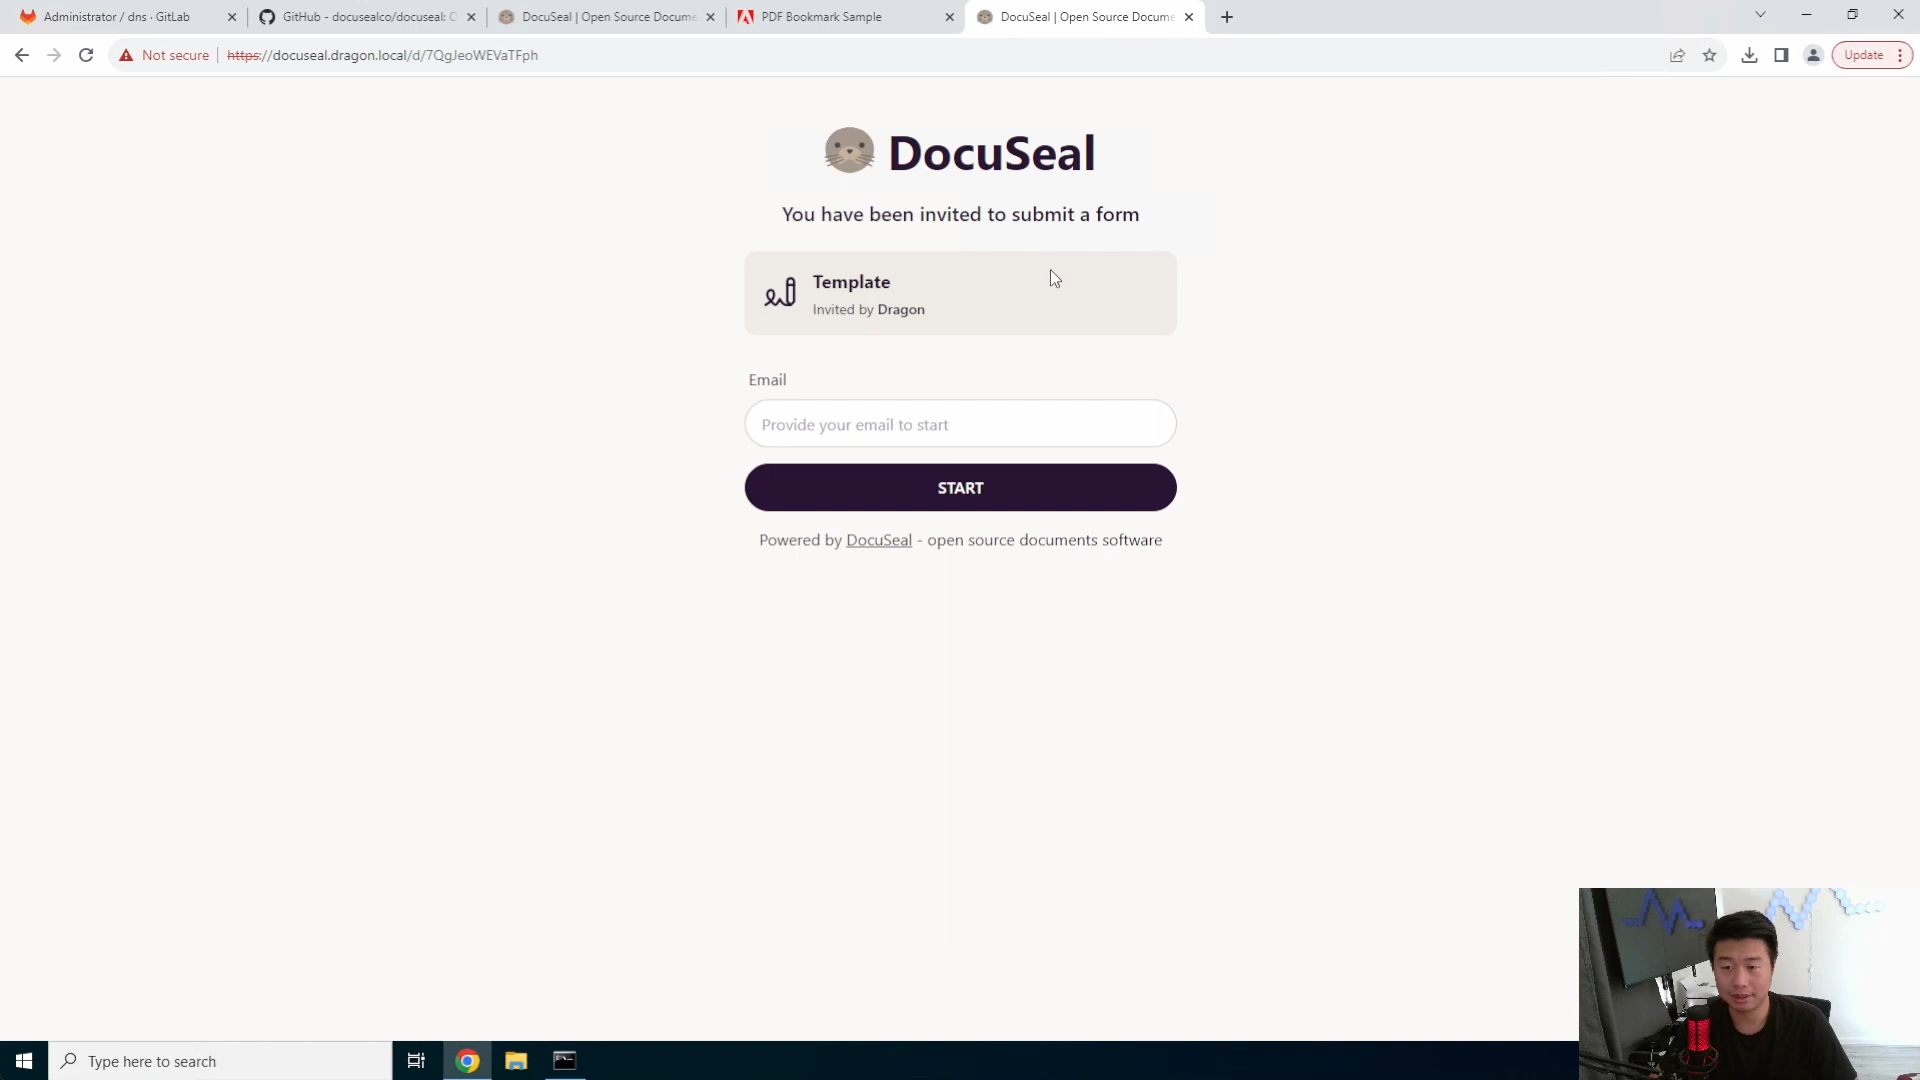 Administrator / dns · GitLab
GitHub - docusealco/docuseal: O
DocuSeal | Open Source Docume
PDF Bookmark Sample
DocuSeal | Open Source Docume
Not secure
https://docuseal.dragon.local/d/7QgJeoWEVaTFph
Update
DocuSeal
You have been invited to submit a form
Template
Invited by Dragon
Email
Provide your email to start
START
Powered by DocuSeal - open source documents software
Type here to search